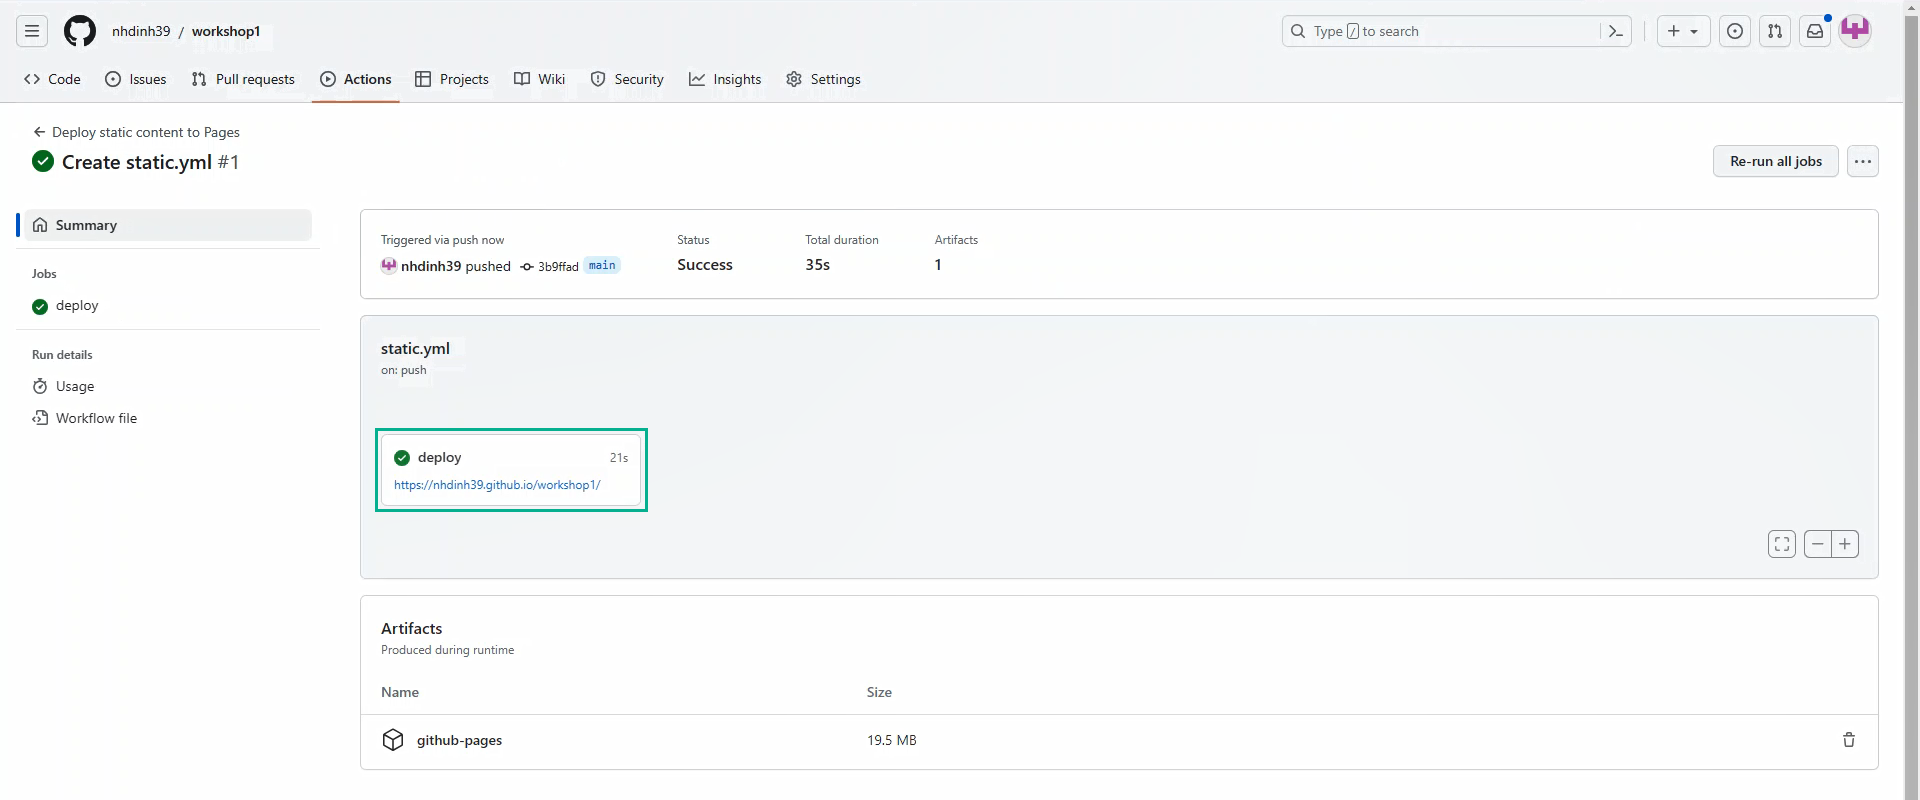 nhdinh39 / workshop1
Type / to search
Code Issues Pull requests Actions Projects Wiki Security Insights Settings
Deploy static content to Pages
Create static.yml #1
Re-run all jobs
Summary
Jobs
deploy
Run details
Usage
Workflow file
Triggered via push now
nhdinh39 pushed 3b9ffad main
Status
Success
Total duration
35s
Artifacts
1
static.yml
on: push
deploy 21s
https://nhdinh39.github.io/workshop1/
Artifacts
Produced during runtime
Name Size
github-pages 19.5 MB